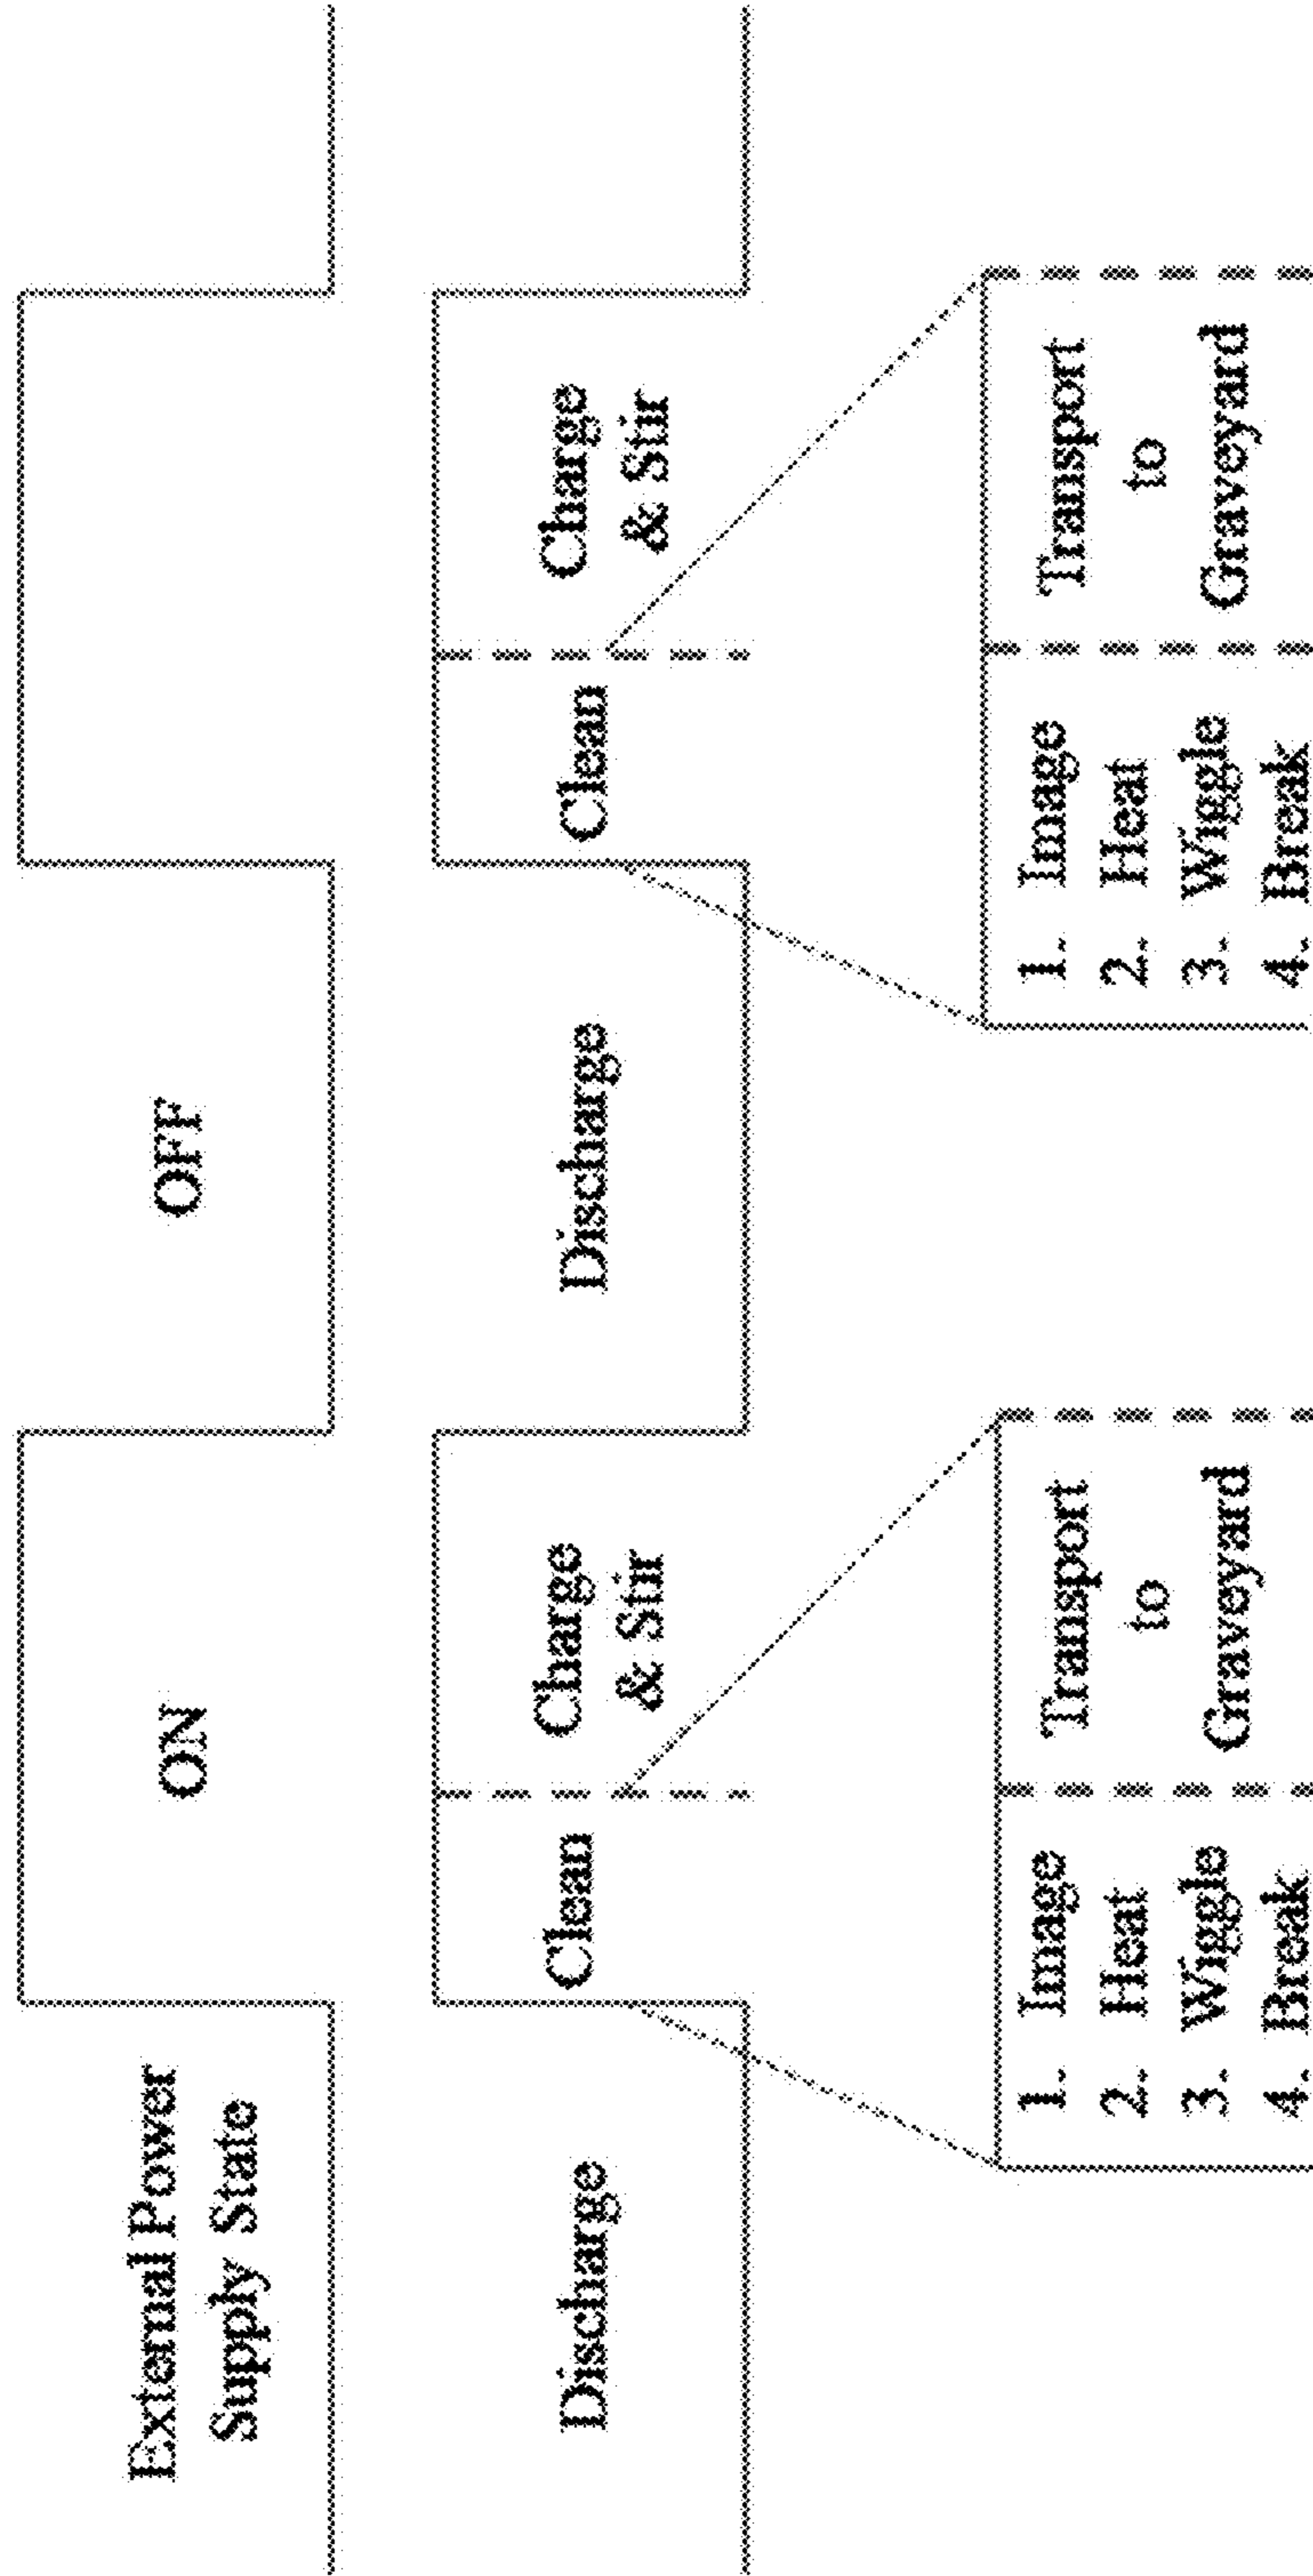 External Power
Supply State
ON
OFF
Discharge
Clean
Charge
& Stir
Discharge
Clean
Charge
& Stir
1. Image
2. Heat
3. Wiggle
4. Break
Transport
to
Graveyard
1. Image
2. Heat
3. Wiggle
4. Break
Transport
to
Graveyard